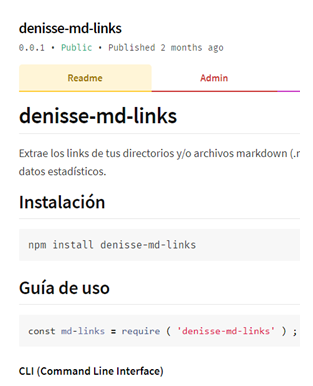 denisse-md-links
0.0.1 • Public • Published 2 months ago
Readme
Admin
denisse-md-links
Extrae los links de tus directorios y/o archivos markdown (.r
datos estadísticos.
Instalación
npm install denisse-md-links
Guía de uso
const md-links = require ( 'denisse-md-links' ) ;
CLI (Command Line Interface)